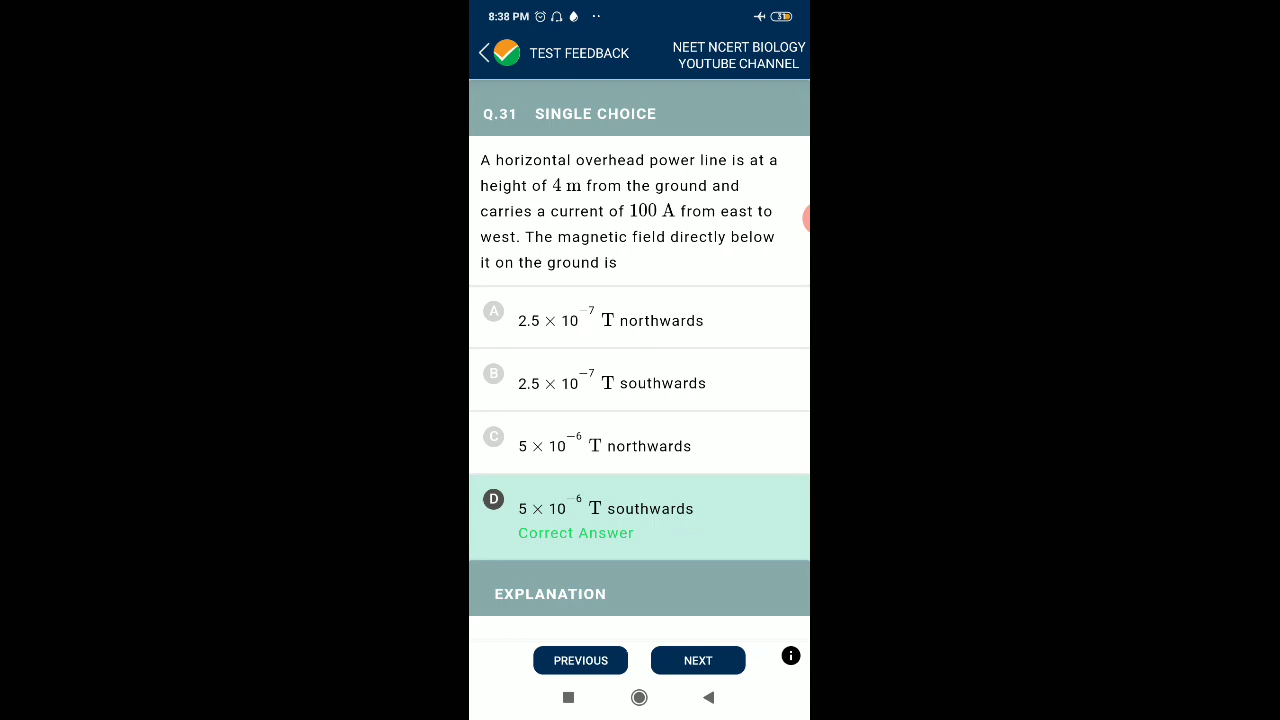 8:38 PM
31
TEST FEEDBACK
NEET NCERT BIOLOGY
YOUTUBE CHANNEL
Q.31 SINGLE CHOICE
A horizontal overhead power line is at a
height of 4 m from the ground and
carries a current of 100 A from east to
west. The magnetic field directly below
it on the ground is
A 2.5 × 10⁻⁷ T northwards
B 2.5 × 10⁻⁷ T southwards
C 5 × 10⁻⁶ T northwards
D 5 × 10⁻⁶ T southwards
Correct Answer
EXPLANATION
PREVIOUS NEXT